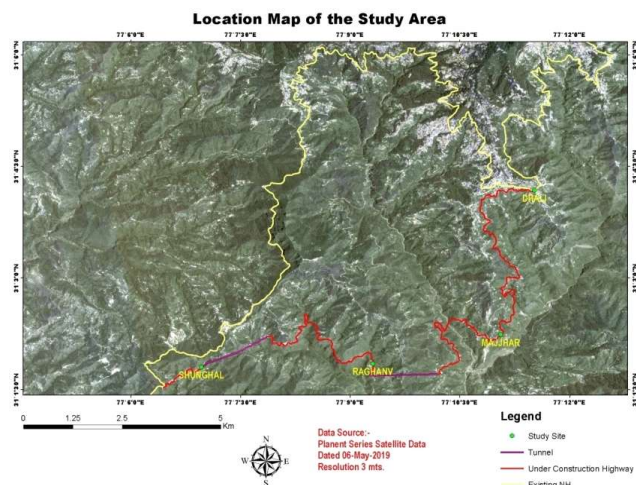 Location Map of the Study Area
77°6'0"E 77°7'30"E 77°9'0"E 77°10'30"E 77°12'0"E
DHALI
MAJJHAR
SHUNGHAL
RAGHANV
77°6'0"E 77°7'30"E 77°9'0"E 77°10'30"E 77°12'0"E
0 1.25 2.5 5
Km
N
W E
S
Data Source:-
Planent Series Satellite Data
Dated 06-May-2019
Resolution 3 mts.
Legend
Study Site
Tunnel
Under Construction Highway
Existing NH